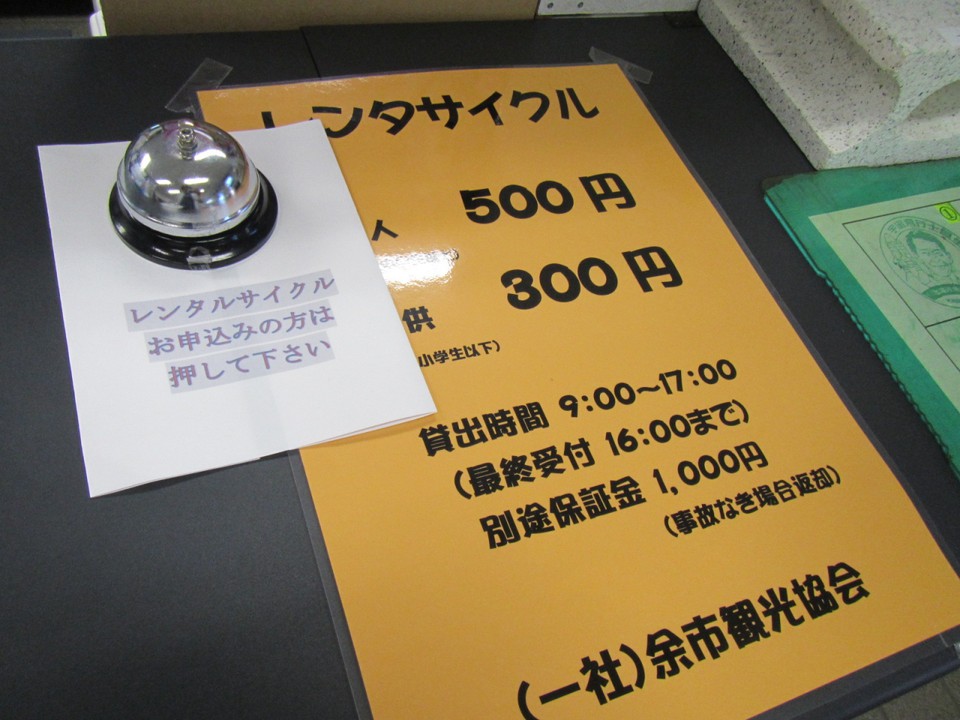 レンタサイクル
人 500円
供 300円
(小学生以下)
貸出時間 9:00～17:00
(最終受付 16:00まで)
別途保証金 1,000円
(事故なき場合返却)
(一社)余市観光協会
レンタルサイクル
お申込みの方は
押して下さい
①